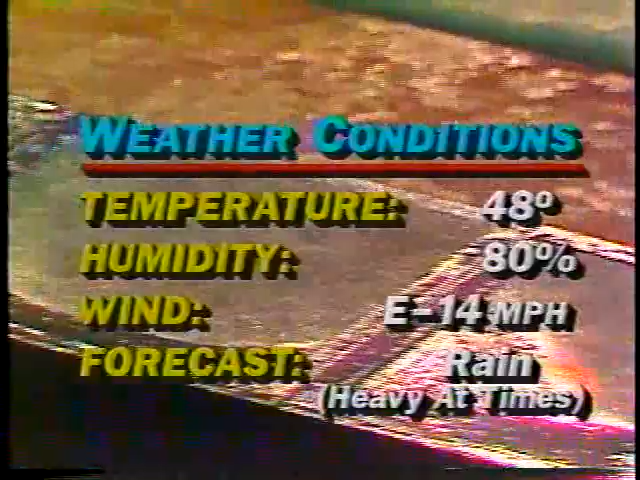 WEATHER CONDITIONS
TEMPERATURE: 48º
HUMIDITY: 80%
WIND: E-14 MPH
FORECAST: Rain
(Heavy At Times)